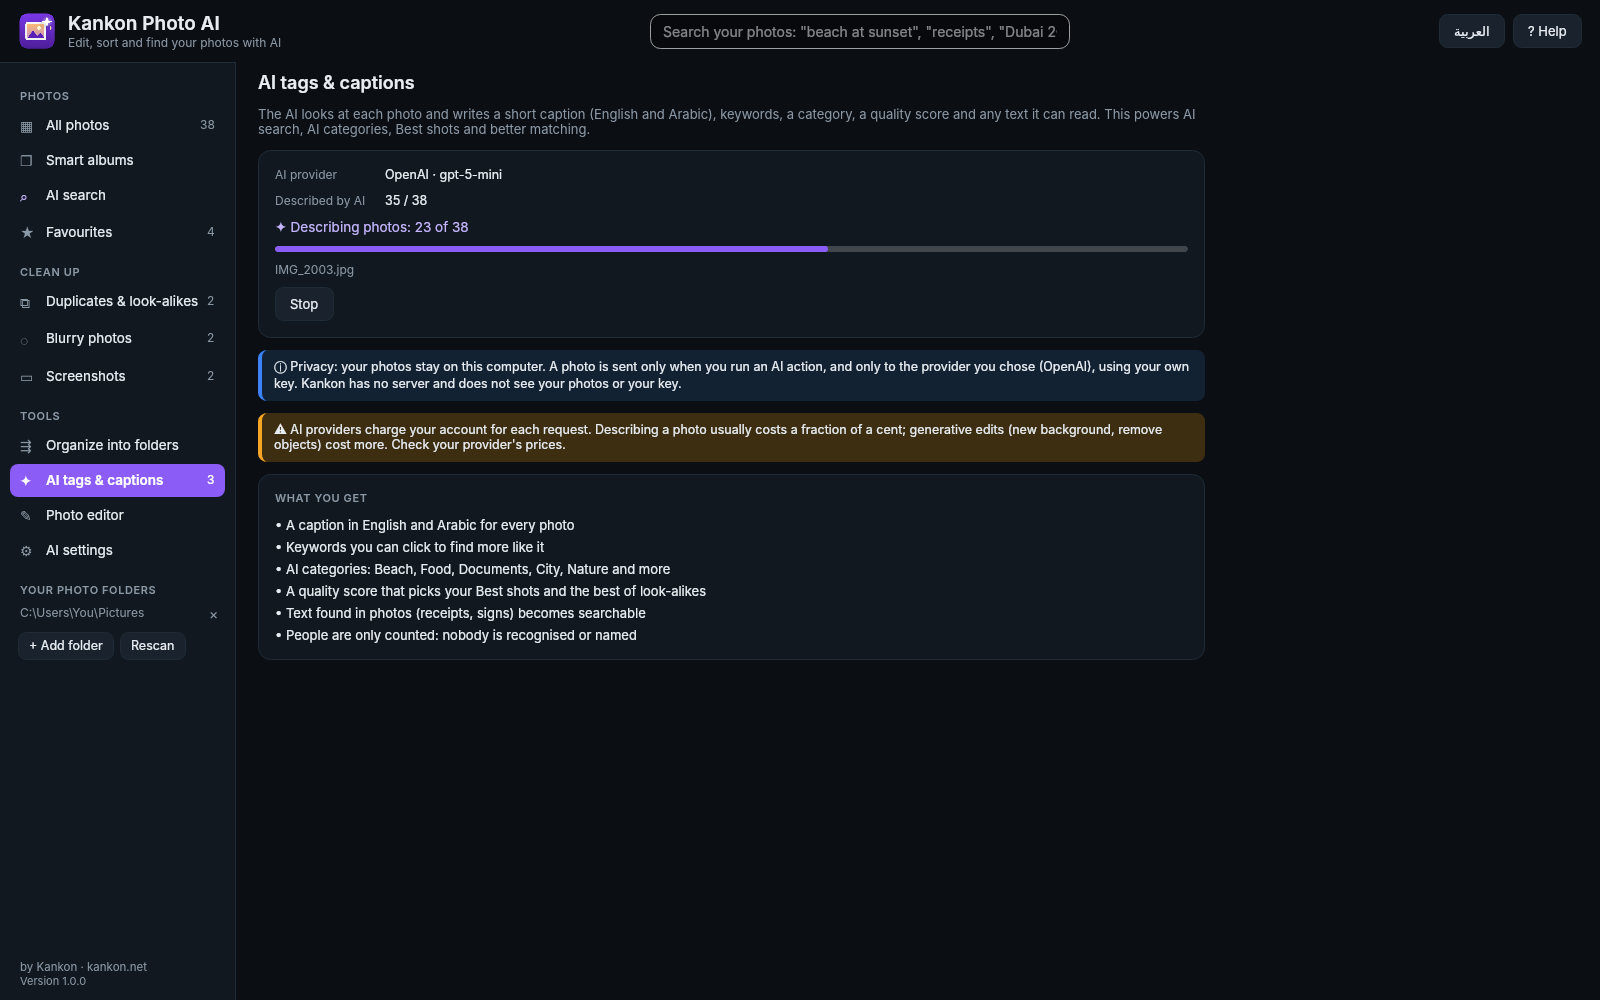 Kankon Photo AI
Edit, sort and find your photos with AI
Search your photos: "beach at sunset", "receipts", "Dubai 2
العربية
? Help
PHOTOS
All photos 38
Smart albums
AI search
Favourites 4
CLEAN UP
Duplicates & look-alikes 2
Blurry photos 2
Screenshots 2
TOOLS
Organize into folders
AI tags & captions 3
Photo editor
AI settings
YOUR PHOTO FOLDERS
C:\Users\You\Pictures ×
+ Add folder
Rescan
by Kankon · kankon.net
Version 1.0.0
AI tags & captions
The AI looks at each photo and writes a short caption (English and Arabic), keywords, a category, a quality score and any text it can read. This powers AI
search, AI categories, Best shots and better matching.
AI provider OpenAI · gpt-5-mini
Described by AI 35 / 38
✦ Describing photos: 23 of 38
IMG_2003.jpg
Stop
ⓘ Privacy: your photos stay on this computer. A photo is sent only when you run an AI action, and only to the provider you chose (OpenAI), using your own
key. Kankon has no server and does not see your photos or your key.
⚠ AI providers charge your account for each request. Describing a photo usually costs a fraction of a cent; generative edits (new background, remove
objects) cost more. Check your provider's prices.
WHAT YOU GET
• A caption in English and Arabic for every photo
• Keywords you can click to find more like it
• AI categories: Beach, Food, Documents, City, Nature and more
• A quality score that picks your Best shots and the best of look-alikes
• Text found in photos (receipts, signs) becomes searchable
• People are only counted: nobody is recognised or named